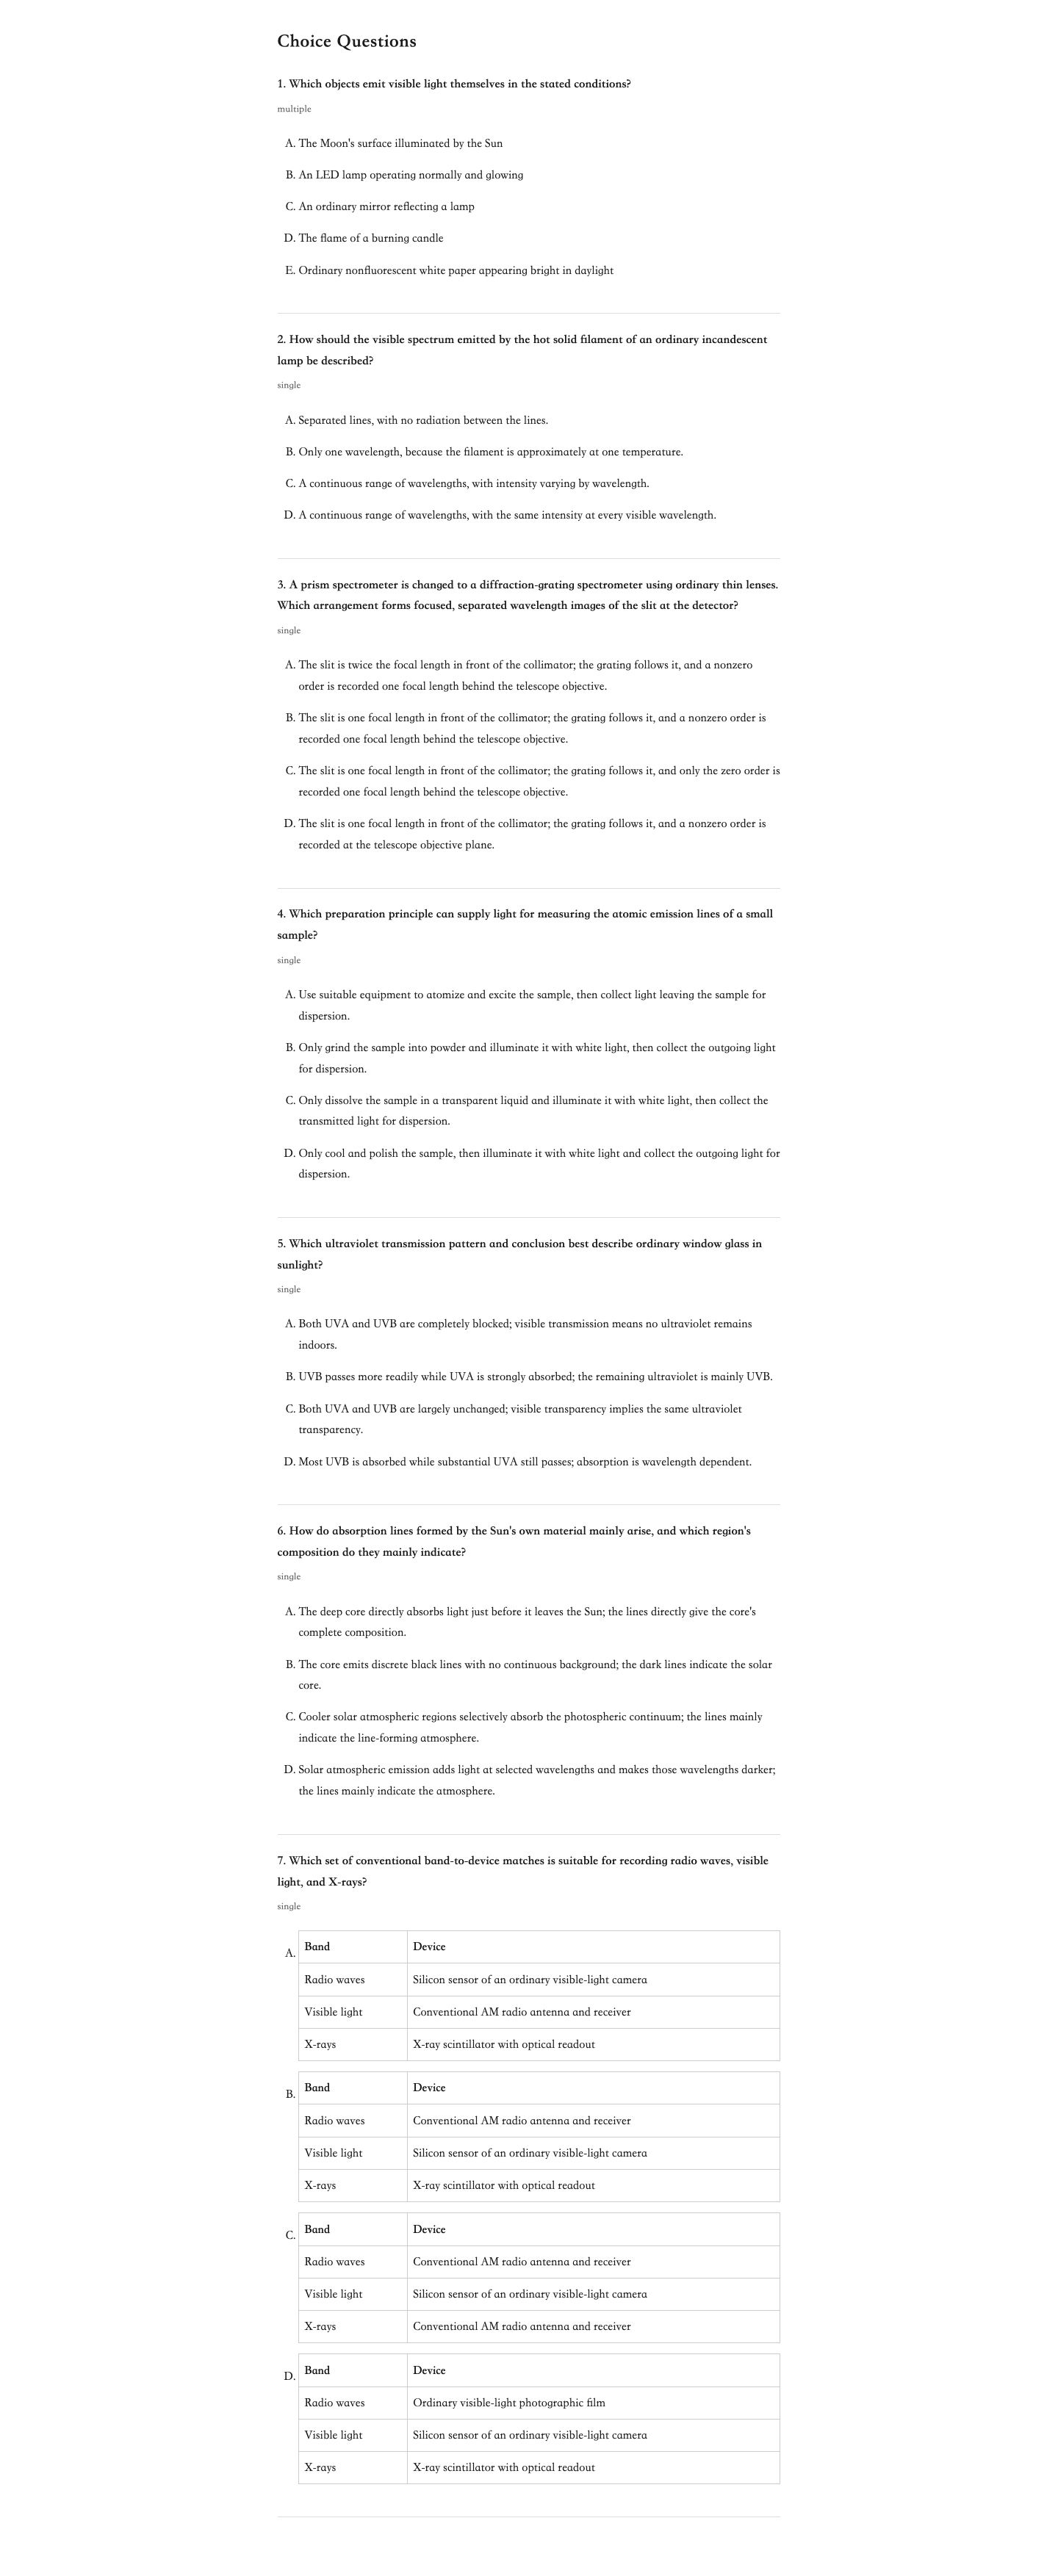 Choice Questions
1. Which objects emit visible light themselves in the stated conditions?
multiple
A. The Moon's surface illuminated by the Sun
B. An LED lamp operating normally and glowing
C. An ordinary mirror reflecting a lamp
D. The flame of a burning candle
E. Ordinary nonfluorescent white paper appearing bright in daylight
2. How should the visible spectrum emitted by the hot solid filament of an ordinary incandescent
lamp be described?
single
A. Separated lines, with no radiation between the lines.
B. Only one wavelength, because the filament is approximately at one temperature.
C. A continuous range of wavelengths, with intensity varying by wavelength.
D. A continuous range of wavelengths, with the same intensity at every visible wavelength.
3. A prism spectrometer is changed to a diffraction-grating spectrometer using ordinary thin lenses.
Which arrangement forms focused, separated wavelength images of the slit at the detector?
single
A. The slit is twice the focal length in front of the collimator; the grating follows it, and a nonzero
order is recorded one focal length behind the telescope objective.
B. The slit is one focal length in front of the collimator; the grating follows it, and a nonzero order is
recorded one focal length behind the telescope objective.
C. The slit is one focal length in front of the collimator; the grating follows it, and only the zero order is
recorded one focal length behind the telescope objective.
D. The slit is one focal length in front of the collimator; the grating follows it, and a nonzero order is
recorded at the telescope objective plane.
4. Which preparation principle can supply light for measuring the atomic emission lines of a small
sample?
single
A. Use suitable equipment to atomize and excite the sample, then collect light leaving the sample for
dispersion.
B. Only grind the sample into powder and illuminate it with white light, then collect the outgoing light
for dispersion.
C. Only dissolve the sample in a transparent liquid and illuminate it with white light, then collect the
transmitted light for dispersion.
D. Only cool and polish the sample, then illuminate it with white light and collect the outgoing light for
dispersion.
5. Which ultraviolet transmission pattern and conclusion best describe ordinary window glass in
sunlight?
single
A. Both UVA and UVB are completely blocked; visible transmission means no ultraviolet remains
indoors.
B. UVB passes more readily while UVA is strongly absorbed; the remaining ultraviolet is mainly UVB.
C. Both UVA and UVB are largely unchanged; visible transparency implies the same ultraviolet
transparency.
D. Most UVB is absorbed while substantial UVA still passes; absorption is wavelength dependent.
6. How do absorption lines formed by the Sun's own material mainly arise, and which region's
composition do they mainly indicate?
single
A. The deep core directly absorbs light just before it leaves the Sun; the lines directly give the core's
complete composition.
B. The core emits discrete black lines with no continuous background; the dark lines indicate the solar
core.
C. Cooler solar atmospheric regions selectively absorb the photospheric continuum; the lines mainly
indicate the line-forming atmosphere.
D. Solar atmospheric emission adds light at selected wavelengths and makes those wavelengths darker;
the lines mainly indicate the atmosphere.
7. Which set of conventional band-to-device matches is suitable for recording radio waves, visible
light, and X-rays?
single
A. Band Device
Radio waves Silicon sensor of an ordinary visible-light camera
Visible light Conventional AM radio antenna and receiver
X-rays X-ray scintillator with optical readout
B. Band Device
Radio waves Conventional AM radio antenna and receiver
Visible light Silicon sensor of an ordinary visible-light camera
X-rays X-ray scintillator with optical readout
C. Band Device
Radio waves Conventional AM radio antenna and receiver
Visible light Silicon sensor of an ordinary visible-light camera
X-rays Conventional AM radio antenna and receiver
D. Band Device
Radio waves Ordinary visible-light photographic film
Visible light Silicon sensor of an ordinary visible-light camera
X-rays X-ray scintillator with optical readout